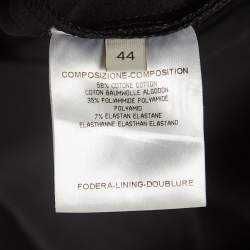 44
COMPOSIZIONE-COMPOSITION
58% COTONE COTTON
COTON BAUMWOLLE ALGODON
35% POLIAMMIDE POLYAMIDE
POLYAMID
7% ELASTAN ELASTANE
ELASTHANNE ELASTHAN ELASTAN
FODERA-LINING-DOUBLURE